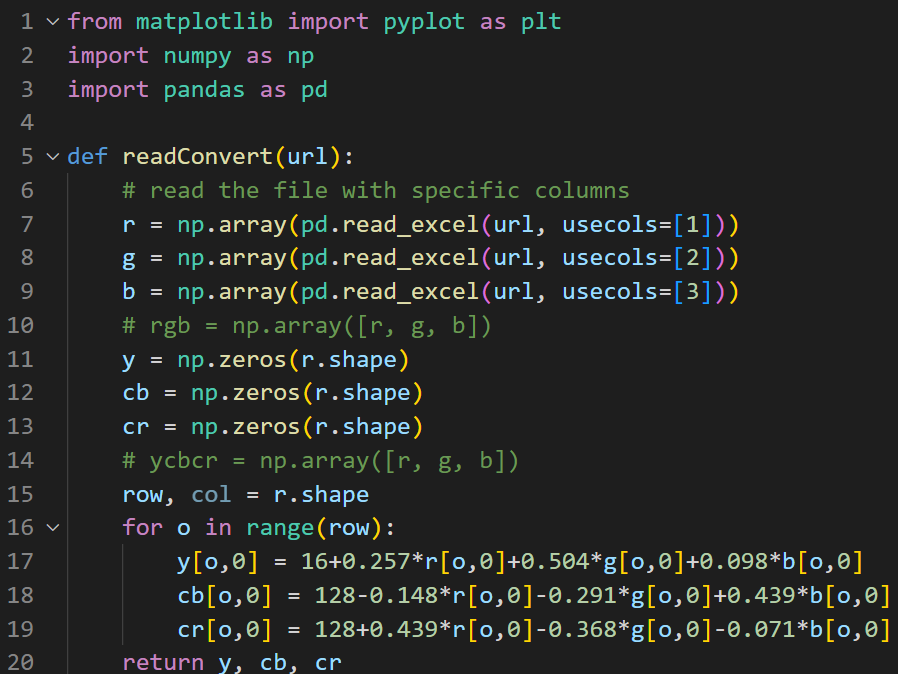 1 from matplotlib import pyplot as plt
2 import numpy as np
3 import pandas as pd
4
5 def readConvert(url):
6     # read the file with specific columns
7     r = np.array(pd.read_excel(url, usecols=[1]))
8     g = np.array(pd.read_excel(url, usecols=[2]))
9     b = np.array(pd.read_excel(url, usecols=[3]))
10     # rgb = np.array([r, g, b])
11     y = np.zeros(r.shape)
12     cb = np.zeros(r.shape)
13     cr = np.zeros(r.shape)
14     # ycbcr = np.array([r, g, b])
15     row, col = r.shape
16     for o in range(row):
17         y[o,0] = 16+0.257*r[o,0]+0.504*g[o,0]+0.098*b[o,0]
18         cb[o,0] = 128-0.148*r[o,0]-0.291*g[o,0]+0.439*b[o,0]
19         cr[o,0] = 128+0.439*r[o,0]-0.368*g[o,0]-0.071*b[o,0]
20     return y, cb, cr